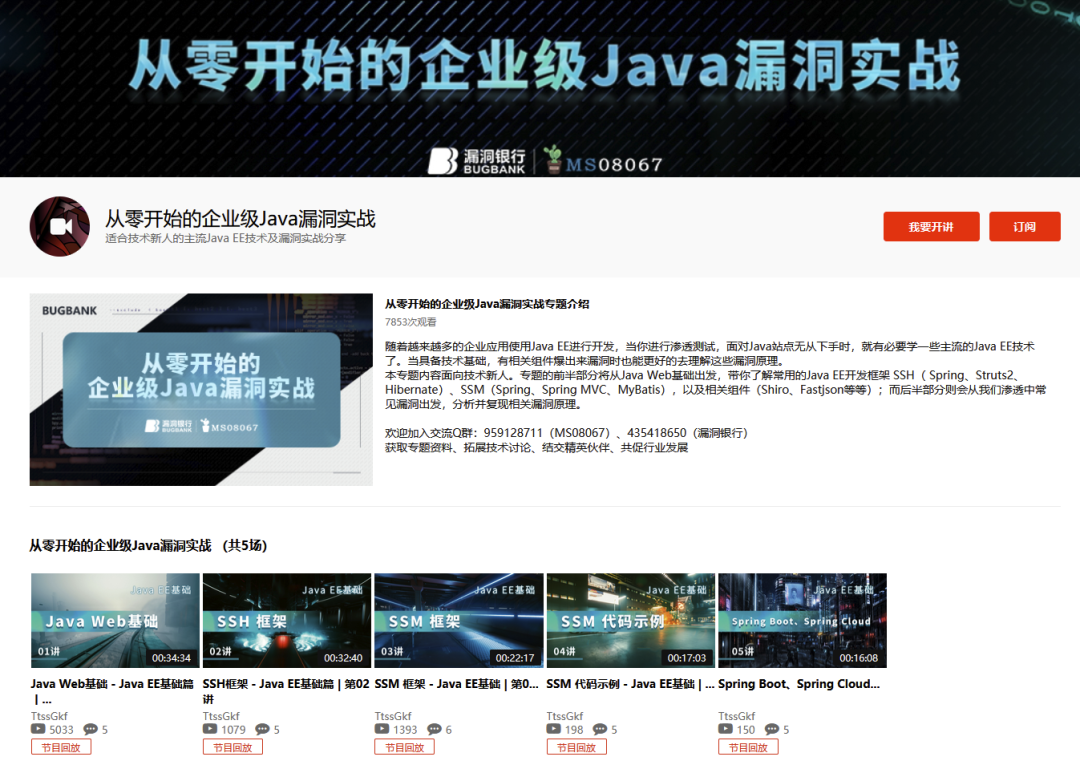 从零开始的企业级Java漏洞实战
漏洞银行
BUGBANK
MS08067
从零开始的企业级Java漏洞实战
适合技术新人的主流Java EE技术及漏洞实战分享
我要开讲
订阅
BUGBANK
从零开始的
企业级Java漏洞实战
漏洞银行
BUGBANK
MS08067
从零开始的企业级Java漏洞实战专题介绍
7853次观看
随着越来越多的企业应用使用Java EE进行开发，当你进行渗透测试，面对Java站点无从下手时，就有必要学一些主流的Java EE技术
了。当具备技术基础，有相关组件爆出来漏洞时也能更好的去理解这些漏洞原理。
本专题内容面向技术新人。专题的前半部分将从Java Web基础出发，带你了解常用的Java EE开发框架 SSH（ Spring、Struts2、
Hibernate）、SSM（Spring、Spring MVC、MyBatis），以及相关组件（Shiro、Fastjson等等）；而后半部分则会从我们渗透中常
见漏洞出发，分析并复现相关漏洞原理。
欢迎加入交流Q群：959128711（MS08067）、435418650（漏洞银行）
获取专题资料、拓展技术讨论、结交精英伙伴、共促行业发展
从零开始的企业级Java漏洞实战 （共5场）
Java EE基础
Java Web基础
01讲
00:34:34
Java EE基础
SSH 框架
02讲
00:32:40
Java EE基础
SSM 框架
03讲
00:22:17
Java EE基础
SSM 代码示例
04讲
00:17:03
Java EE基础
Spring Boot、Spring Cloud
05讲
00:16:08
Java Web基础 - Java EE基础篇
| ...
TtssGkf
5033 5
节目回放
SSH框架 - Java EE基础篇 | 第02
讲
TtssGkf
1079 5
节目回放
SSM 框架 - Java EE基础 | 第0...
TtssGkf
1393 6
节目回放
SSM 代码示例 - Java EE基础 | ...
TtssGkf
198 5
节目回放
Spring Boot、Spring Cloud...
TtssGkf
150 5
节目回放